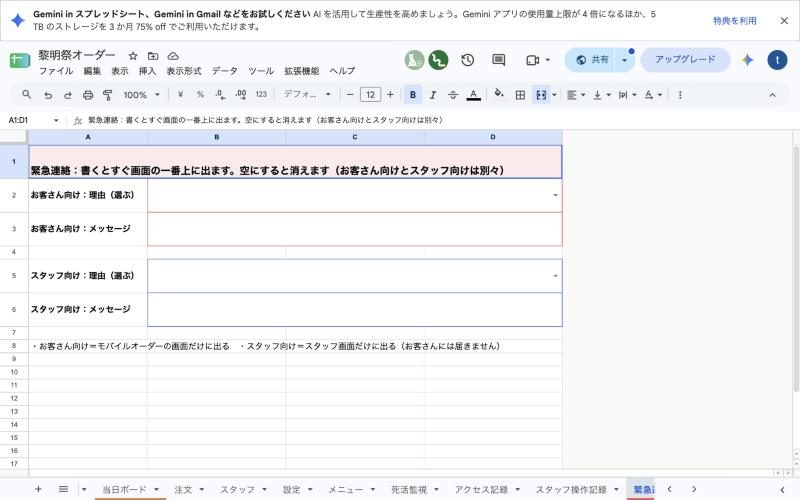 Gemini in スプレッドシート、Gemini in Gmail などをお試しください AI を活用して生産性を高めましょう。Gemini アプリの使用量上限が 4 倍になるほか、5
TB のストレージを 3 か月 75% off でご利用いただけます。
特典を利用
黎明祭オーダー
共有
アップグレード
t
ファイル 編集 表示 挿入 表示形式 データ ツール 拡張機能 ヘルプ
100% ¥ % .0 .00 123 デフォ... 12 B I S A
A1:D1 fx 緊急連絡：書くとすぐ画面の一番上に出ます。空にすると消えます（お客さん向けとスタッフ向けは別々）
A B C D
1 緊急連絡：書くとすぐ画面の一番上に出ます。空にすると消えます（お客さん向けとスタッフ向けは別々）
2 お客さん向け：理由（選ぶ）
3 お客さん向け：メッセージ
4
5 スタッフ向け：理由（選ぶ）
6 スタッフ向け：メッセージ
7
8 ・お客さん向け＝モバイルオーダーの画面だけに出る　・スタッフ向け＝スタッフ画面だけに出る（お客さんには届きません）
9
10
11
12
13
14
15
16
17
当日ボード 注文 スタッフ 設定 メニュー 死活監視 アクセス記録 スタッフ操作記録 緊急